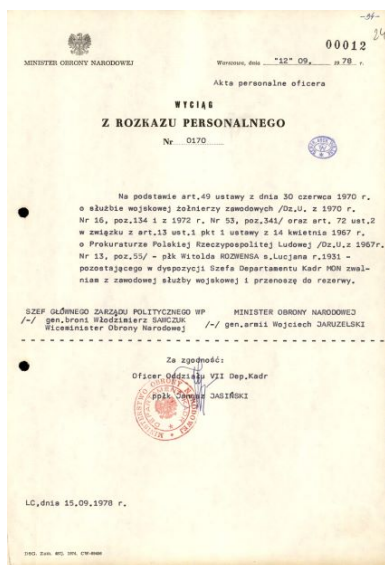 -24-
24
00012
MINISTER OBRONY NARODOWEJ
Warszawa, dnia "12" 09. 19 78 r.
Akta personalne oficera
WYCIĄG
Z ROZKAZU PERSONALNEGO
Nr 0170
Na podstawie art.49 ustawy z dnia 30 czerwca 1970 r.
o służbie wojskowej żołnierzy zawodowych /Dz.U. z 1970 r.
Nr 16, poz.134 i z 1972 r. Nr 53, poz.341/ oraz art. 72 ust.2
w związku z art.13 ust.1 pkt 1 ustawy z 14 kwietnia 1967 r.
o Prokuraturze Polskiej Rzeczypospolitej Ludowej /Dz.U.z 1967r.
Nr 13, poz.55/ - płk Witolda ROZWENSA s.Lucjana r.1931 -
pozostającego w dyspozycji Szefa Departamentu Kadr MON zwal-
niam z zawodowej służby wojskowej i przenoszę do rezerwy.
SZEF GŁÓWNEGO ZARZĄDU POLITYCZNEGO WP
/-/ gen.broni Włodzimierz SAWCZUK
Wiceminister Obrony Narodowej
MINISTER OBRONY NARODOWEJ
/-/ gen.armii Wojciech JARUZELSKI
Za zgodność:
Oficer Oddziału VII Dep.Kadr
ppłk Janusz JASIŃSKI
LC,dnia 15.09.1978 r.